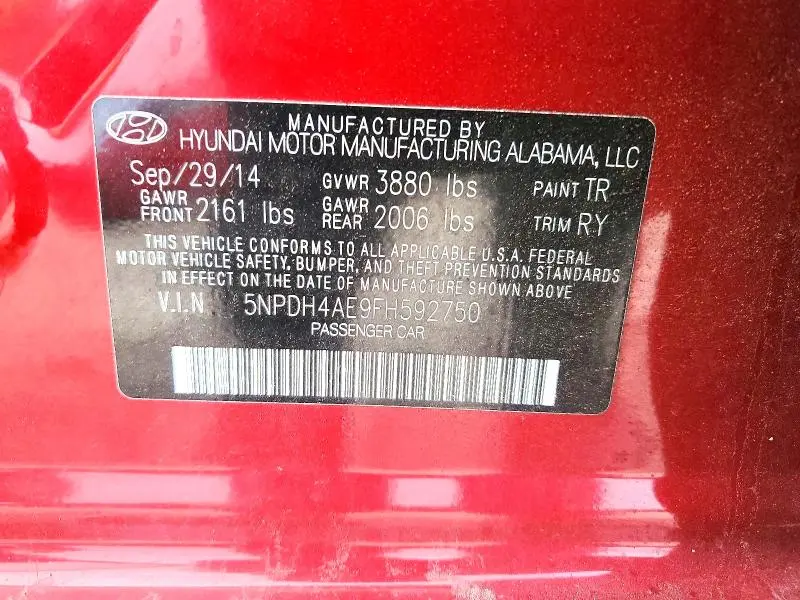 MANUFACTURED BY
HYUNDAI MOTOR MANUFACTURING ALABAMA, LLC
Sep/29/14 GVWR 3880 lbs PAINT TR
GAWR FRONT 2161 lbs GAWR REAR 2006 lbs TRIM RY
THIS VEHICLE CONFORMS TO ALL APPLICABLE U.S.A. FEDERAL
MOTOR VEHICLE SAFETY, BUMPER, AND THEFT PREVENTION STANDARDS
IN EFFECT ON THE DATE OF MANUFACTURE SHOWN ABOVE
V.I.N 5NPDH4AE9FH592750
PASSENGER CAR